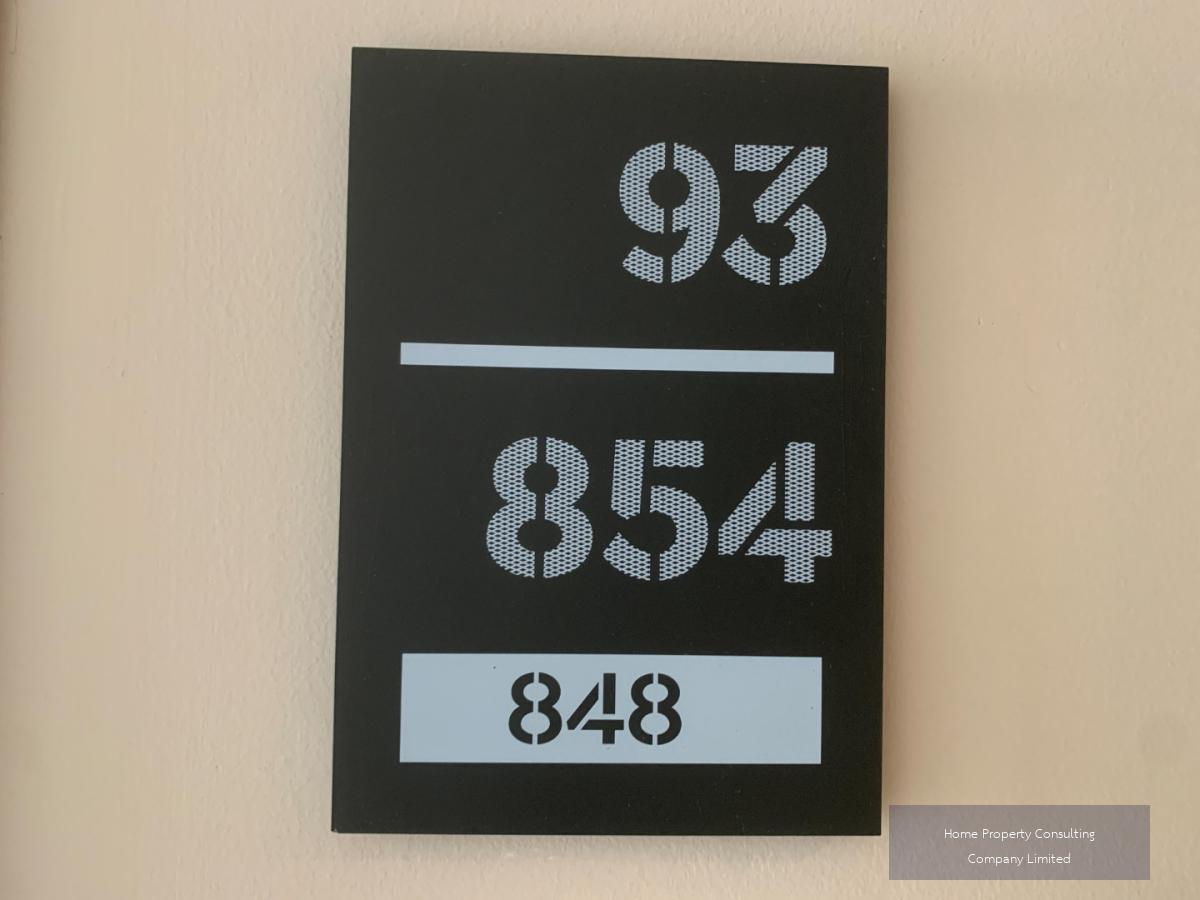 93
854
848
Home Property Consulting
Company Limited